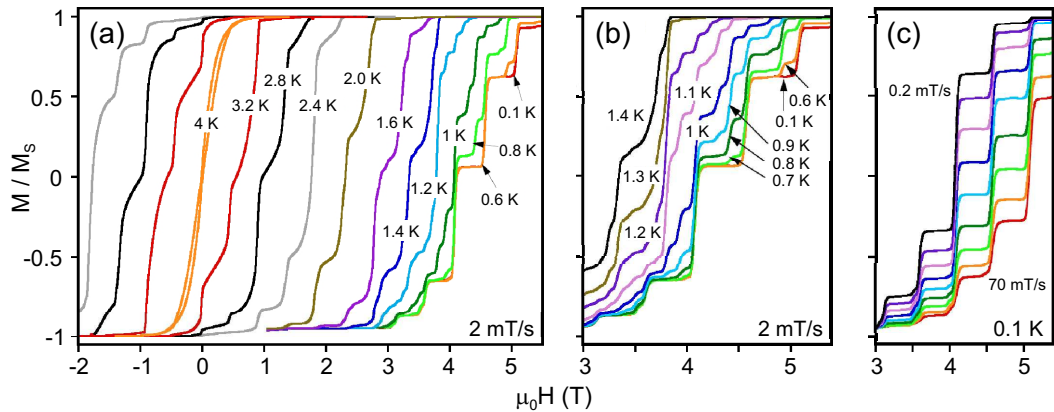 (a)
(b)
(c)
M / Ms
1
0.5
0
-0.5
-1
2.8 K
2.0 K
3.2 K
2.4 K
4 K
1.6 K
1 K
0.1 K
0.8 K
0.6 K
1.2 K
1.4 K
2 mT/s
-2 -1 0 1 2 3 4 5
1.4 K
1.1 K
1 K
0.6 K
0.1 K
0.9 K
0.8 K
0.7 K
1.3 K
1.2 K
2 mT/s
3 4 5
0.2 mT/s
70 mT/s
0.1 K
3 4 5
μ0H (T)